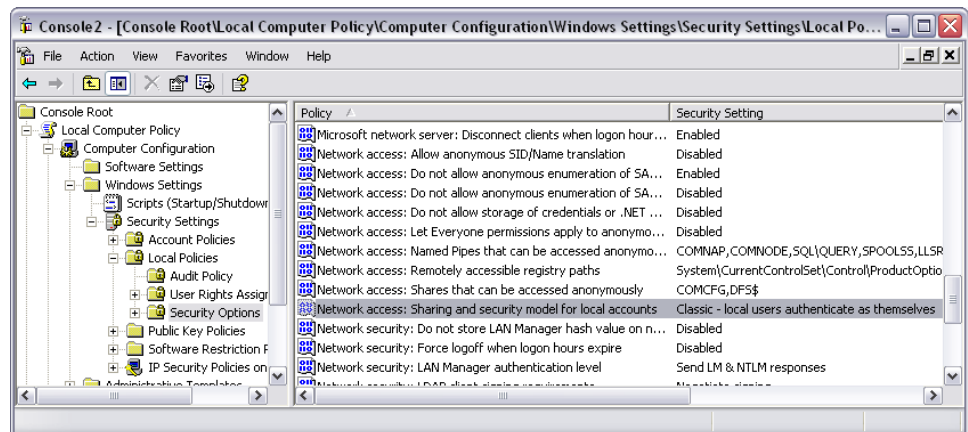 Console2 - [Console Root\Local Computer Policy\Computer Configuration\Windows Settings\Security Settings\Local Po...
File Action View Favorites Window Help
Console Root
Local Computer Policy
Computer Configuration
Software Settings
Windows Settings
Scripts (Startup/Shutdowr
Security Settings
Account Policies
Local Policies
Audit Policy
User Rights Assigr
Security Options
Public Key Policies
Software Restriction F
IP Security Policies on
Administrative Templates
Policy Security Setting
Microsoft network server: Disconnect clients when logon hour... Enabled
Network access: Allow anonymous SID/Name translation Disabled
Network access: Do not allow anonymous enumeration of SA... Enabled
Network access: Do not allow anonymous enumeration of SA... Disabled
Network access: Do not allow storage of credentials or .NET ... Disabled
Network access: Let Everyone permissions apply to anonymo... Disabled
Network access: Named Pipes that can be accessed anonymo... COMNAP,COMNODE,SQL\QUERY,SPOOLSS,LLSR
Network access: Remotely accessible registry paths System\CurrentControlSet\Control\ProductOptio
Network access: Shares that can be accessed anonymously COMCFG,DFS$
Network access: Sharing and security model for local accounts Classic - local users authenticate as themselves
Network security: Do not store LAN Manager hash value on n... Disabled
Network security: Force logoff when logon hours expire Disabled
Network security: LAN Manager authentication level Send LM & NTLM responses
Network security: LDAP client signing requirements Negotiate signing